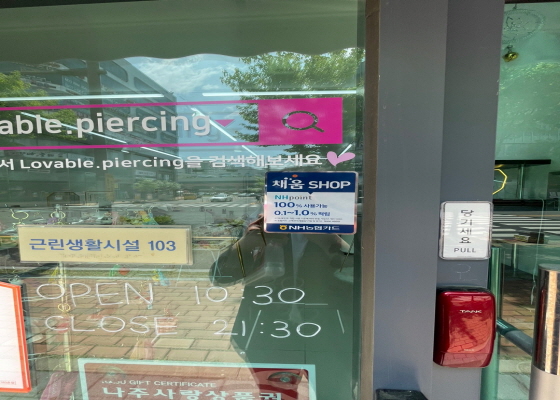 able.piercing
서 Lovable.piercing을 검색해보세요
채움 SHOP
NHpoint
100% 사용가능
0.1~1.0% 적립
NH농협카드
당기세요
PULL
근린생활시설 103
OPEN 10:30
CLOSE 21:30
TANK
GIFT CERTIFICATE
나주사랑상품권